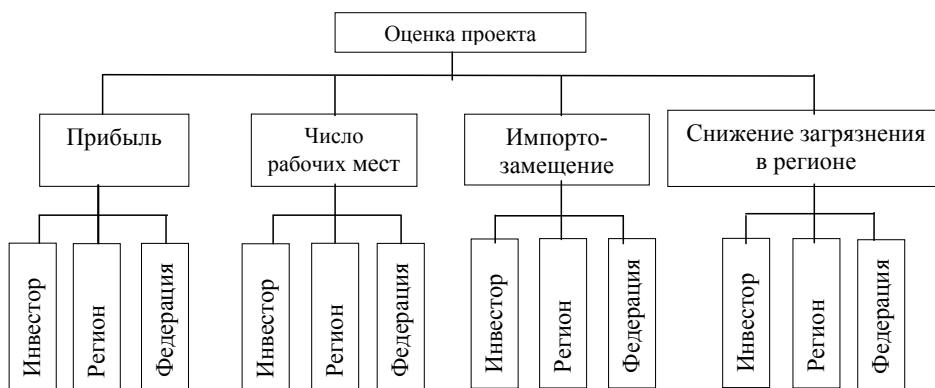 Оценка проекта
Прибыль
Число
рабочих мест
Импорто-
замещение
Снижение загрязнения
в регионе
Инвестор
Регион
Федерация
Инвестор
Регион
Федерация
Инвестор
Регион
Федерация
Инвестор
Регион
Федерация